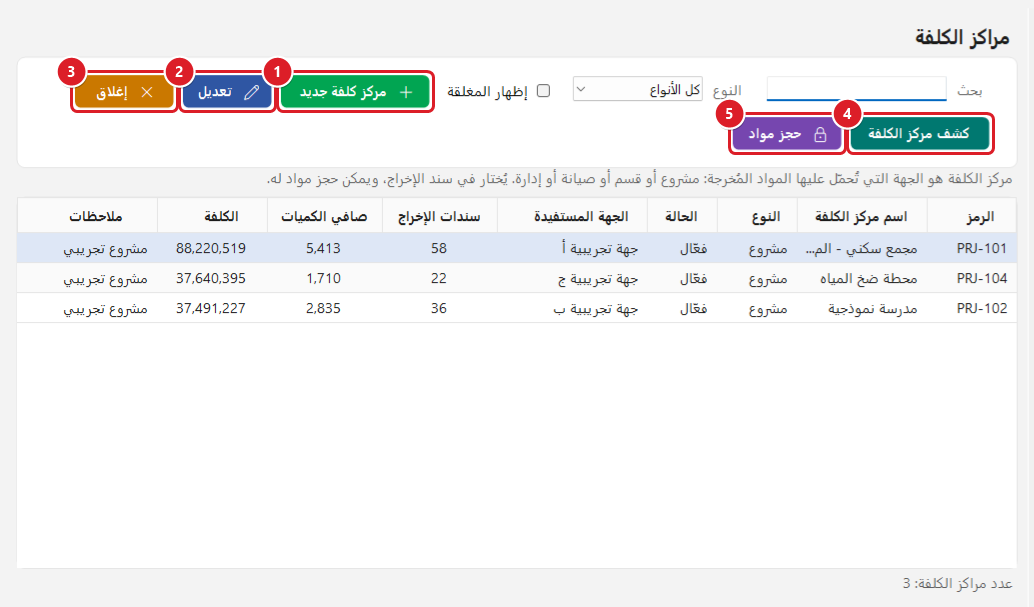 مراكز الكلفة
بحث النوع كل الأنواع إظهار المغلقة 1 مركز كلفة جديد 2 تعديل 3 إغلاق
4 كشف مركز الكلفة 5 حجز مواد
مركز الكلفة هو الجهة التي تُحمّل عليها المواد المُخرجة: مشروع أو قسم أو صيانة أو إدارة. يُختار في سند الإخراج، ويمكن حجز مواد له.
الرمز اسم مركز الكلفة النوع الحالة الجهة المستفيدة سندات الإخراج صافي الكميات الكلفة ملاحظات
PRJ-101 مجمع سكني - الم... مشروع فعّال جهة تجريبية أ 58 5,413 88,220,519 مشروع تجريبي
PRJ-104 محطة ضخ المياه مشروع فعّال جهة تجريبية ج 22 1,710 37,640,395 مشروع تجريبي
PRJ-102 مدرسة نموذجية مشروع فعّال جهة تجريبية ب 36 2,835 37,491,227 مشروع تجريبي
عدد مراكز الكلفة: 3